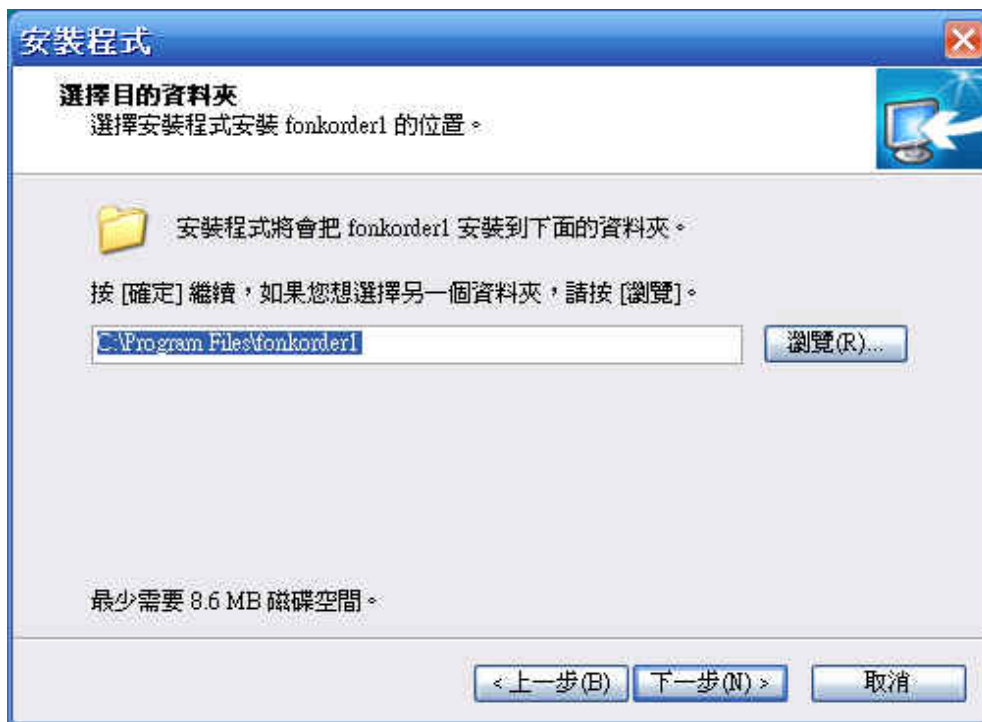 安裝程式
選擇目的資料夾
選擇安裝程式安裝 fonkorder1 的位置。
安裝程式將會把 fonkorder1 安裝到下面的資料夾。
按 [確定] 繼續，如果您想選擇另一個資料夾，請按 [瀏覽]。
C:\Program Files\fonkorder1
瀏覽(R)...
最少需要 8.6 MB 磁碟空間。
<上一步(B)
下一步(N) >
取消